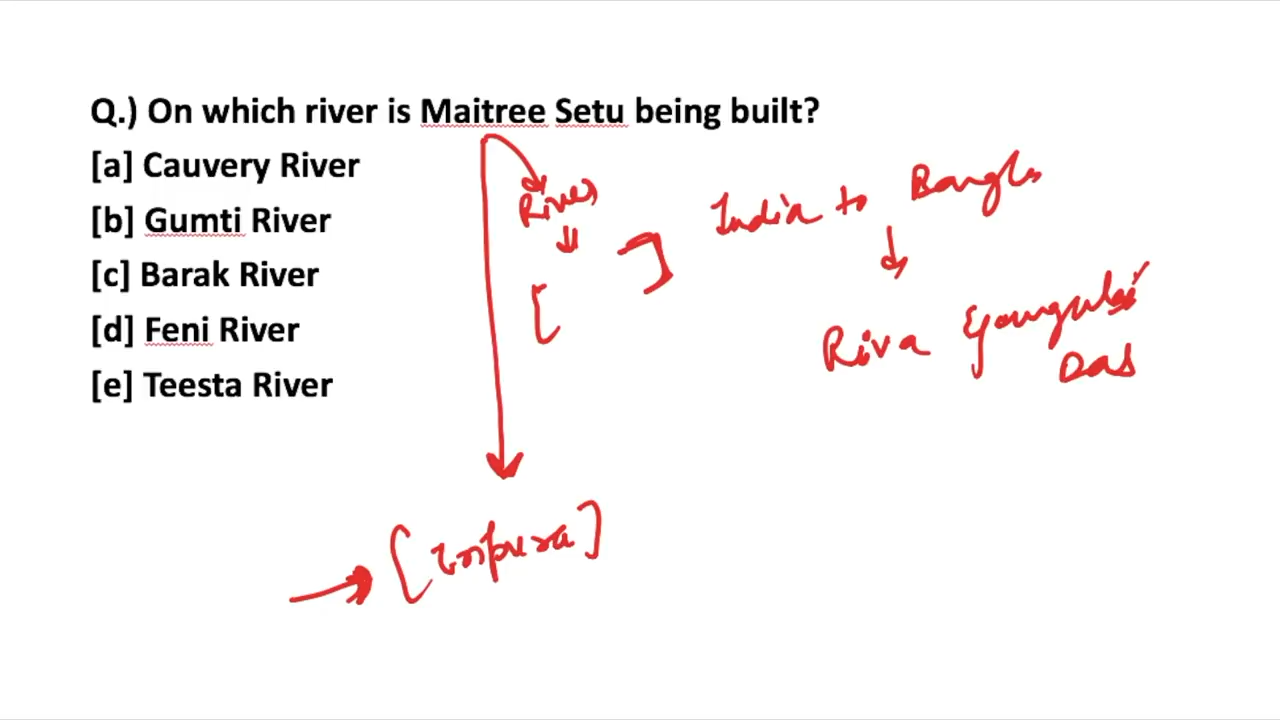 Q.) On which river is Maitree Setu being built?
[a] Cauvery River
[b] Gumti River
[c] Barak River
[d] Feni River
[e] Teesta River
River
India to Bangla
Riva Ganguly
Das
[Tripura]